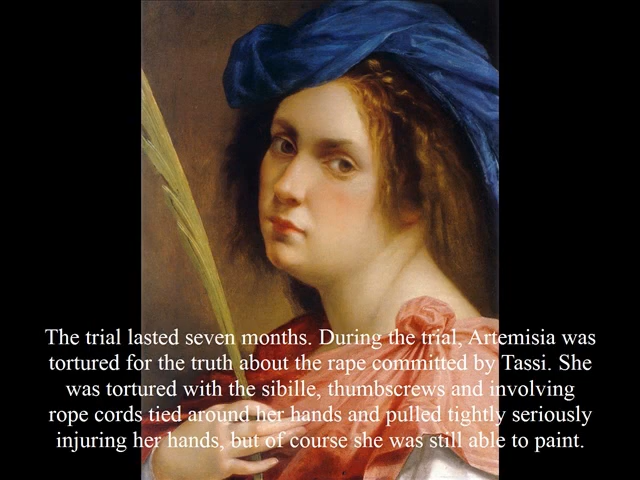 The trial lasted seven months. During the trial, Artemisia was
tortured for the truth about the rape committed by Tassi. She
was tortured with the sibille, thumbscrews and involving
rope cords tied around her hands and pulled tightly seriously
injuring her hands, but of course she was still able to paint.